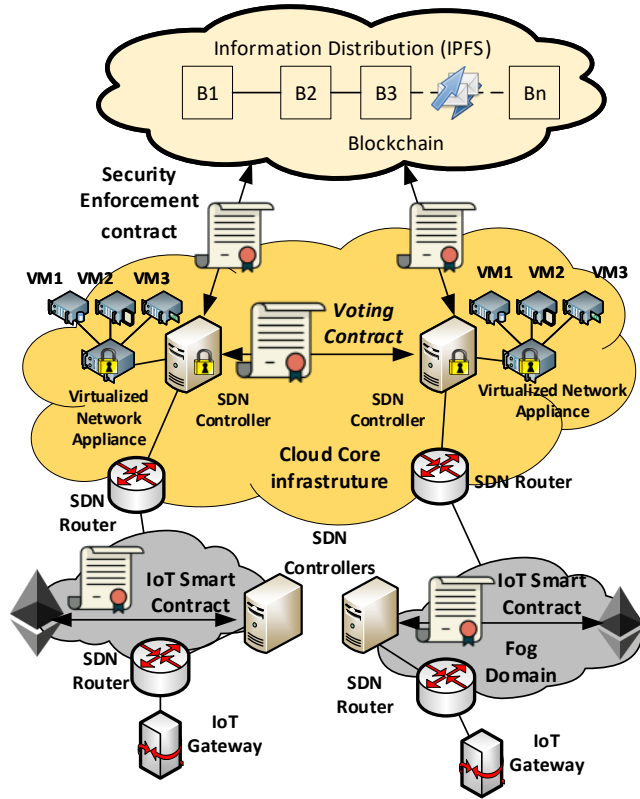 Information Distribution (IPFS)
B1
B2
B3
Bn
Blockchain
Security
Enforcement
contract
VM1
VM2
VM3
VM1
VM2
VM3
Voting
Contract
Virtualized
Network
Appliance
SDN
Controller
SDN
Controller
Virtualized Network
Appliance
Cloud Core
infrastruture
SDN
Router
SDN Router
SDN
Controllers
IoT Smart
Contract
IoT Smart
Contract
SDN
Router
SDN
Router
Fog
Domain
IoT
Gateway
IoT
Gateway